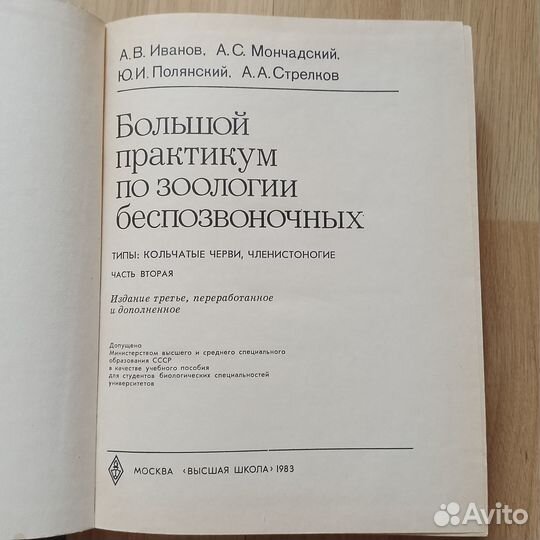 А.В. Иванов, А.С. Мончадский,
Ю.И. Полянский, А.А. Стрелков
Большой
практикум
по зоологии
беспозвоночных
ТИПЫ: КОЛЬЧАТЫЕ ЧЕРВИ, ЧЛЕНИСТОНОГИЕ
ЧАСТЬ ВТОРАЯ
Издание третье, переработанное
и дополненное
Допущено
Министерством высшего и среднего специального
образования СССР
в качестве учебного пособия
для студентов биологических специальностей
университетов
МОСКВА «ВЫСШАЯ ШКОЛА» 1983
Avito